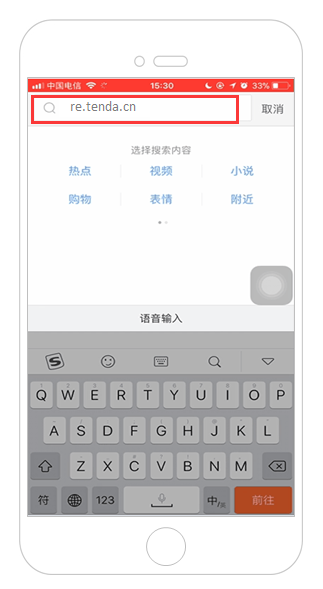 中国电信 15:30 33%
re.tenda.cn 取消
选择搜索内容
热点 视频 小说
购物 表情 附近
语音输入
S
Q W E R T Y U I O P
A S D F G H J K L
Z X C V B N M
符 123 中/英 前往